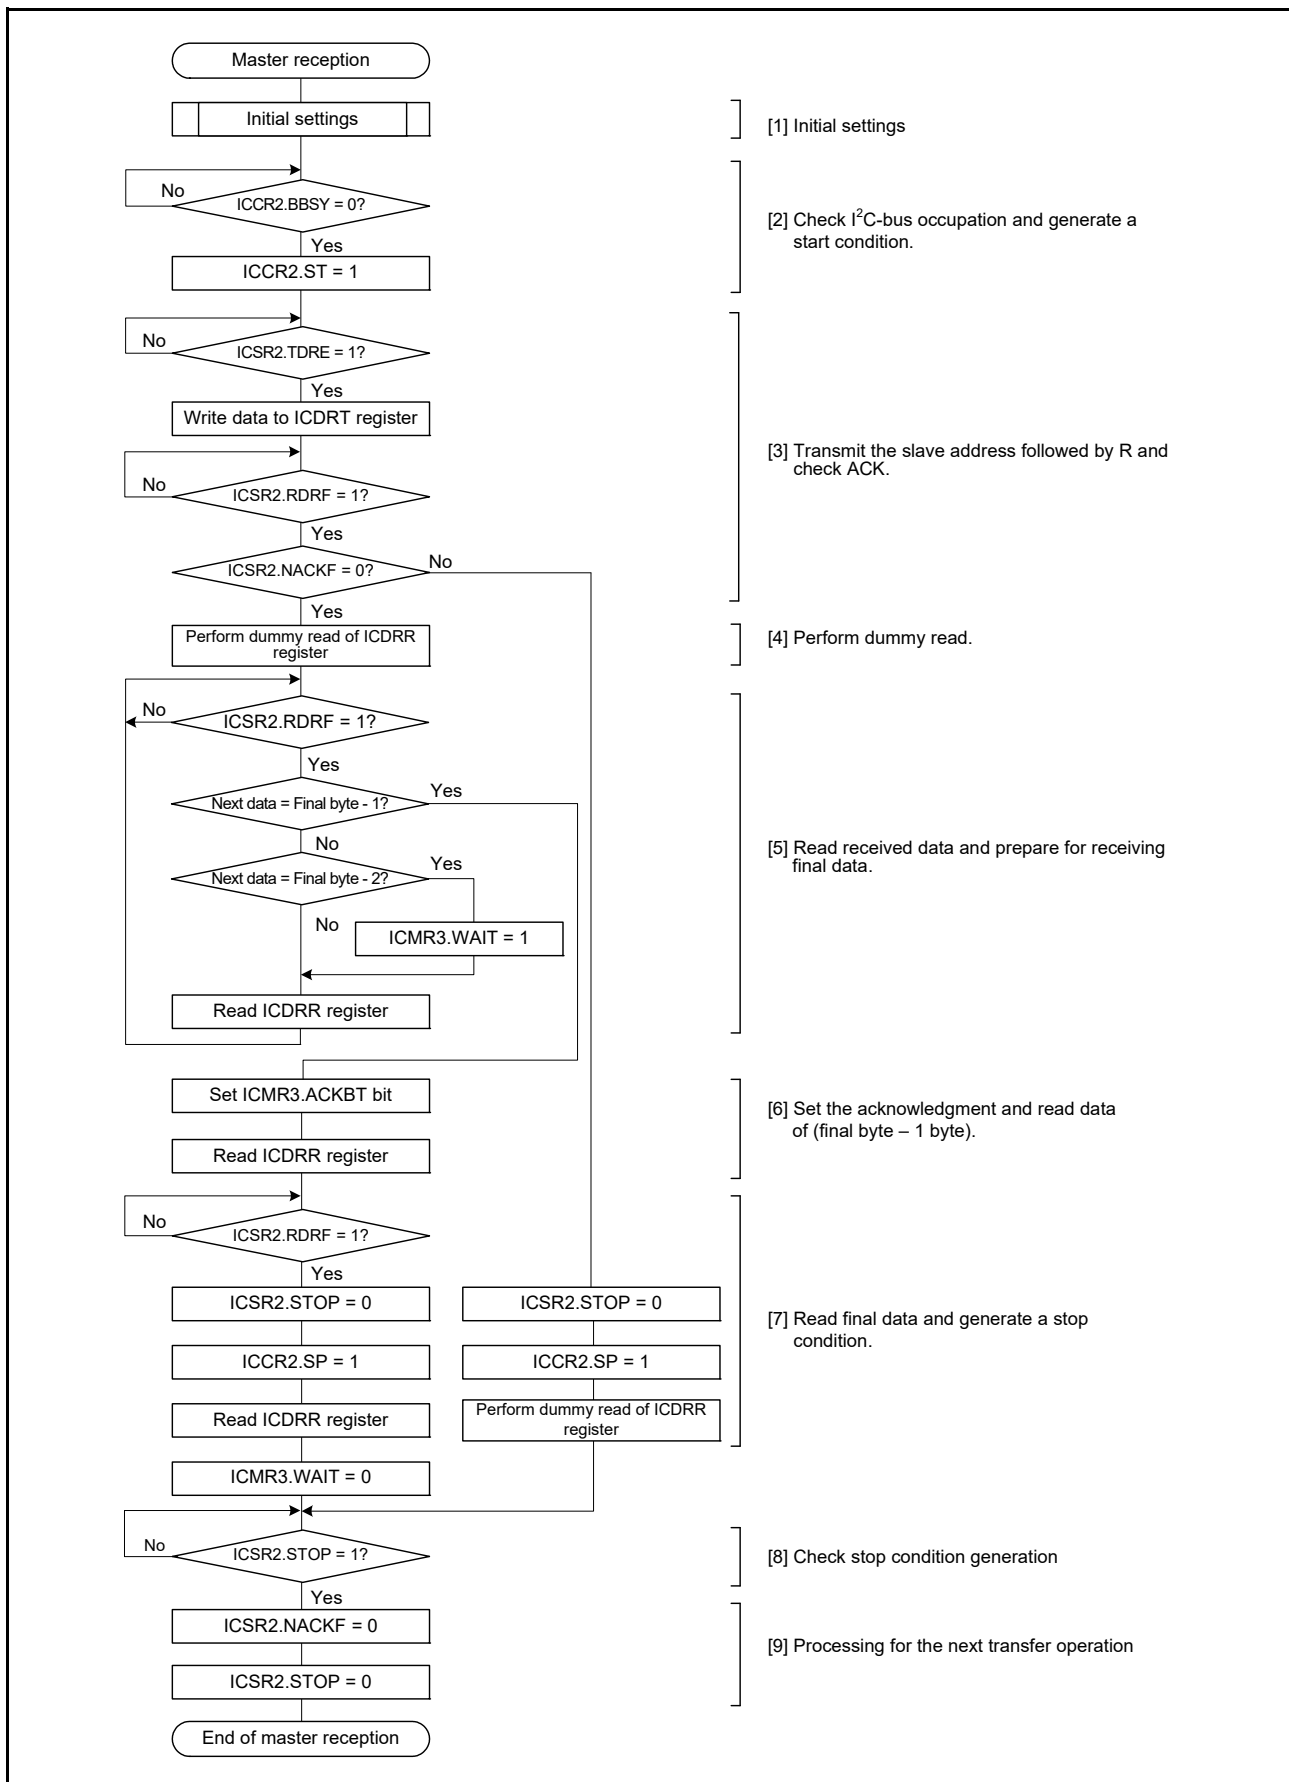 Master reception
Initial settings
[1] Initial settings
No
ICCR2.BBSY = 0?
Yes
ICCR2.ST = 1
[2] Check I²C-bus occupation and generate a
start condition.
No
ICSR2.TDRE = 1?
Yes
Write data to ICDRT register
No
ICSR2.RDRF = 1?
Yes
ICSR2.NACKF = 0?
No
Yes
[3] Transmit the slave address followed by R and
check ACK.
Perform dummy read of ICDRR
register
[4] Perform dummy read.
No
ICSR2.RDRF = 1?
Yes
Next data = Final byte - 1?
Yes
No
Next data = Final byte - 2?
Yes
No
ICMR3.WAIT = 1
Read ICDRR register
[5] Read received data and prepare for receiving
final data.
Set ICMR3.ACKBT bit
Read ICDRR register
[6] Set the acknowledgment and read data
of (final byte – 1 byte).
No
ICSR2.RDRF = 1?
Yes
ICSR2.STOP = 0
ICCR2.SP = 1
Read ICDRR register
ICMR3.WAIT = 0
ICSR2.STOP = 0
ICCR2.SP = 1
Perform dummy read of ICDRR
register
[7] Read final data and generate a stop
condition.
No
ICSR2.STOP = 1?
Yes
[8] Check stop condition generation
ICSR2.NACKF = 0
ICSR2.STOP = 0
[9] Processing for the next transfer operation
End of master reception